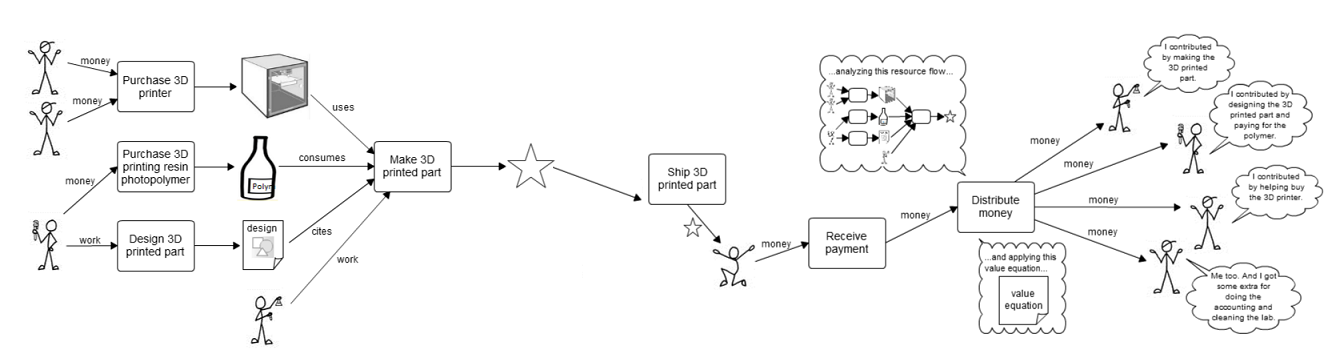 money
money
Purchase 3D
printer
uses
money
Purchase 3D
printing resin
photopolymer
Polyr
consumes
work
Design 3D
printed part
design
cites
work
Make 3D
printed part
Ship 3D
printed part
money
Receive
payment
money
...analyzing this resource flow...
Distribute
money
...and applying this
value equation...
value
equation
money
money
money
money
I contributed
by making the
3D printed
part.
I contributed by
designing the 3D
printed part and
paying for the
polymer.
I contributed
by helping buy
the 3D printer.
Me too. And I got
some extra for
doing the
accounting and
cleaning the lab.